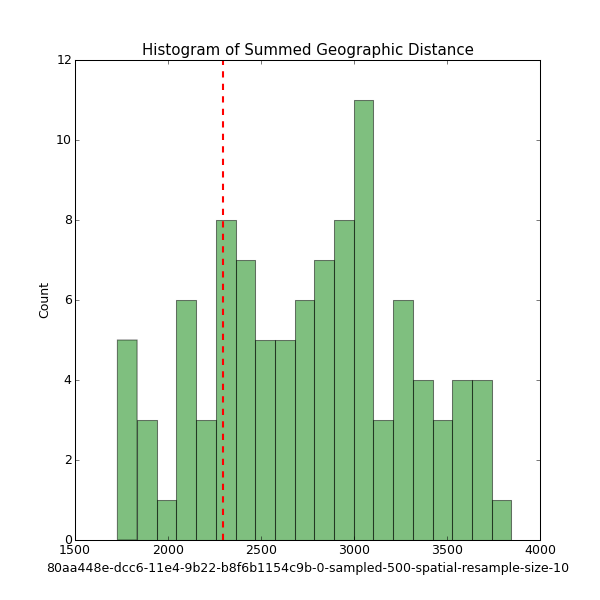 Histogram of Summed Geographic Distance
12
10
8
6
4
2
0
Count
1500 2000 2500 3000 3500 4000
80aa448e-dcc6-11e4-9b22-b8f6b1154c9b-0-sampled-500-spatial-resample-size-10